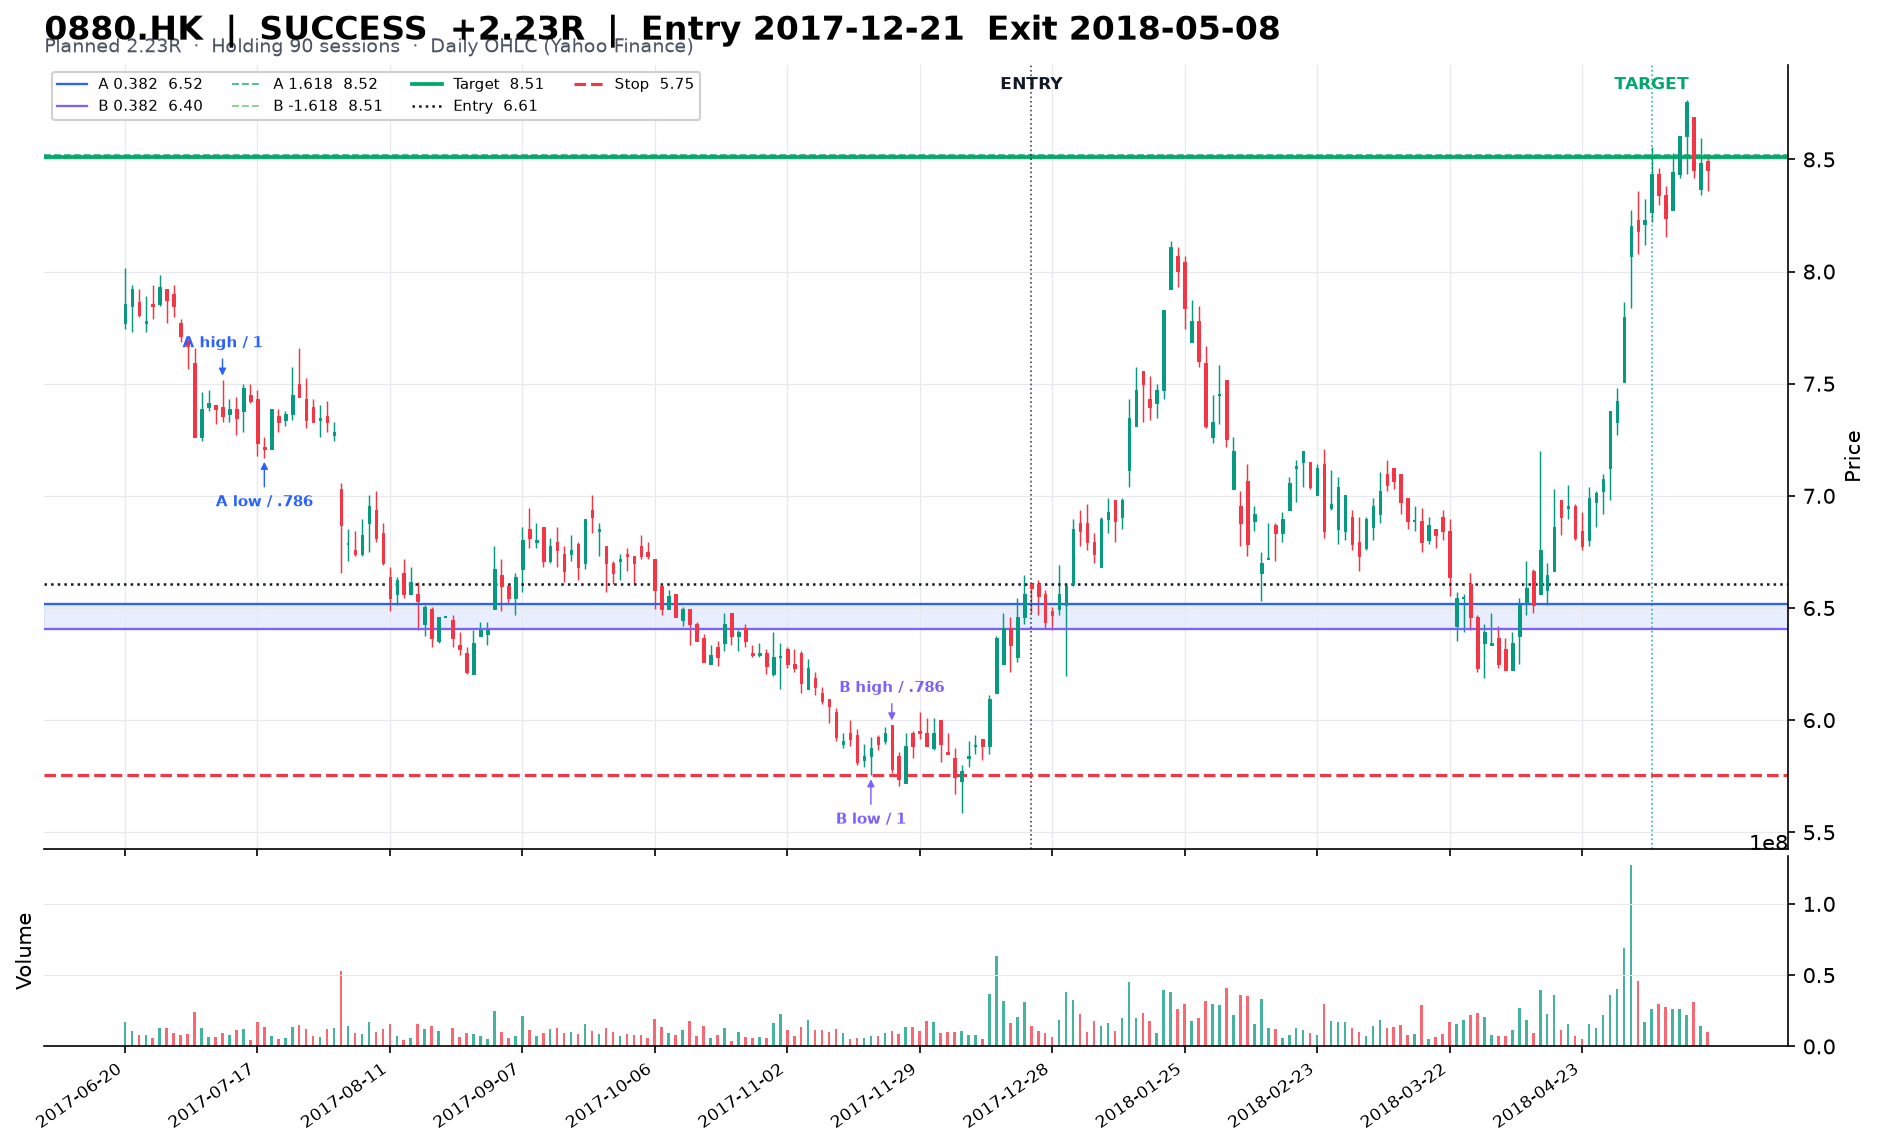 0880.HK | SUCCESS +2.23R | Entry 2017-12-21 Exit 2018-05-08
Planned 2.23R · Holding 90 sessions · Daily OHLC (Yahoo Finance)
A 0.382 6.52
A 1.618 8.52
Target 8.51
Stop 5.75
B 0.382 6.40
B -1.618 8.51
Entry 6.61
ENTRY
TARGET
8.5
8.0
A high / 1
7.5
A low / .786
7.0
6.5
B high / .786
6.0
B low / 1
5.5
Price
1e8
1.0
0.5
0.0
Volume
2017-06-20
2017-07-17
2017-08-11
2017-09-07
2017-10-06
2017-11-02
2017-11-29
2017-12-28
2018-01-25
2018-02-23
2018-03-22
2018-04-23